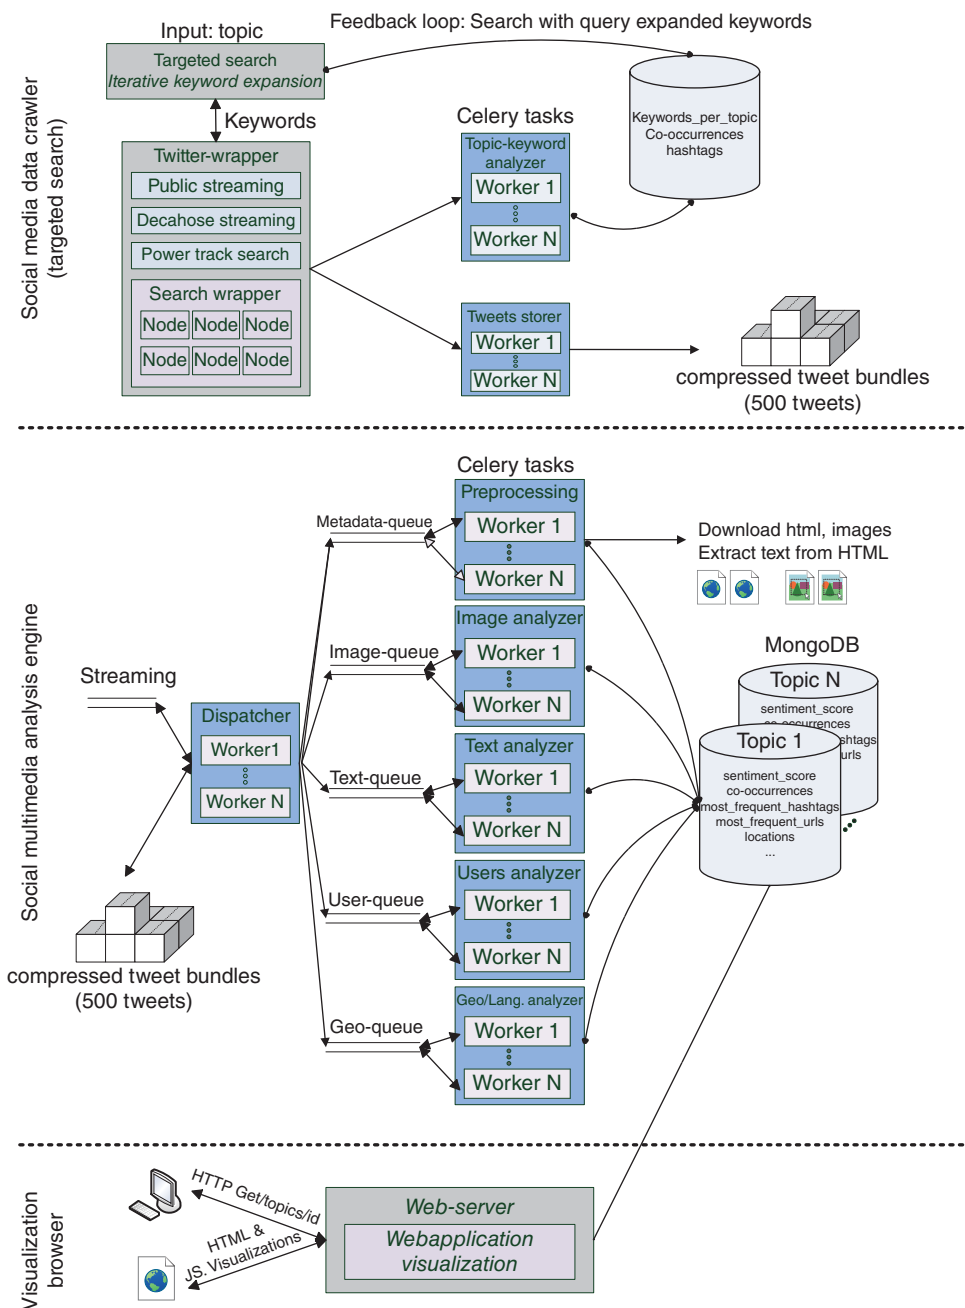 Feedback loop: Search with query expanded keywords
Input: topic
Targeted search
Iterative keyword expansion
Keywords
Twitter-wrapper
Public streaming
Decahose streaming
Power track search
Search wrapper
Node Node Node
Node Node Node
Celery tasks
Topic-keyword
analyzer
Worker 1
Worker N
Keywords_per_topic
Co-occurrences
hashtags
Tweets storer
Worker 1
Worker N
compressed tweet bundles
(500 tweets)
Social media data crawler
(targeted search)
Celery tasks
Preprocessing
Worker 1
Worker N
Metadata-queue
Download html, images
Extract text from HTML
Image analyzer
Worker 1
Worker N
Image-queue
Streaming
Dispatcher
Worker1
Worker N
Text analyzer
Worker 1
Worker N
Text-queue
MongoDB
Topic N
sentiment_score
co-occurrences
shtags
urls
Topic 1
sentiment_score
co-occurrences
most_frequent_hashtags
most_frequent_urls
locations
...
Users analyzer
Worker 1
Worker N
User-queue
compressed tweet bundles
(500 tweets)
Geo/Lang. analyzer
Worker 1
Worker N
Geo-queue
Social multimedia analysis engine
HTTP Get/topics/id
HTML &
JS. Visualizations
Web-server
Webapplication
visualization
Visualization
browser